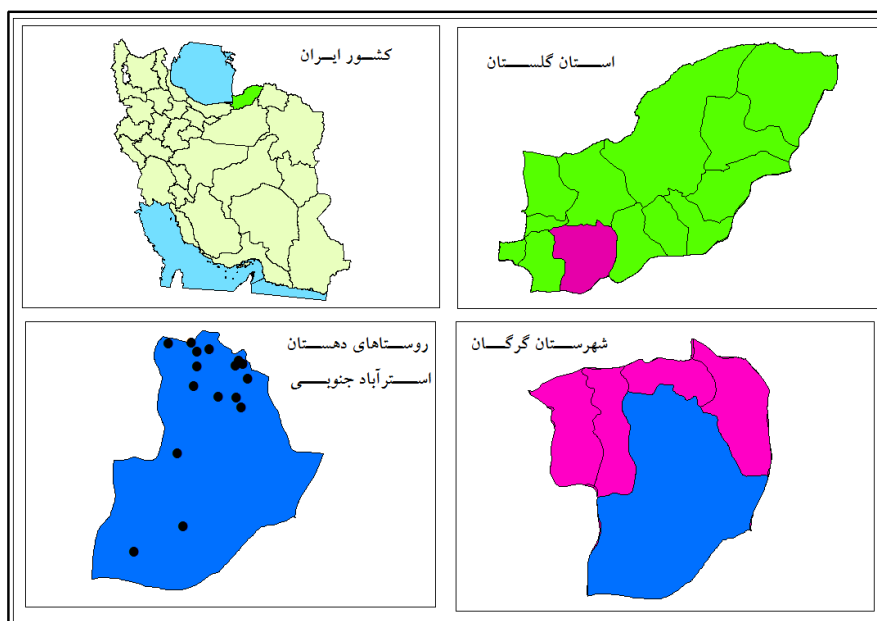 کشور ایران
استان گلستان
روستاهای دهستان
استرآباد جنوبی
شهرستان گرگان